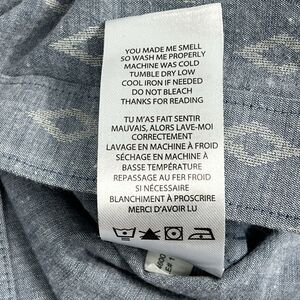 YOU MADE ME SMELL
SO WASH ME PROPERLY
MACHINE WAS COLD
TUMBLE DRY LOW
COOL IRON IF NEEDED
DO NOT BLEACH
THANKS FOR READING
TU M'AS FAIT SENTIR
MAUVAIS, ALORS LAVE-MOI
CORRECTEMENT
LAVAGE EN MACHINE À FROID
SÉCHAGE EN MACHINE À
BASSE TEMPÉRATURE
REPASSAGE AU FER FROID
SI NÉCESSAIRE
BLANCHIMENT À PROSCRIRE
MERCI D'AVOIR LU